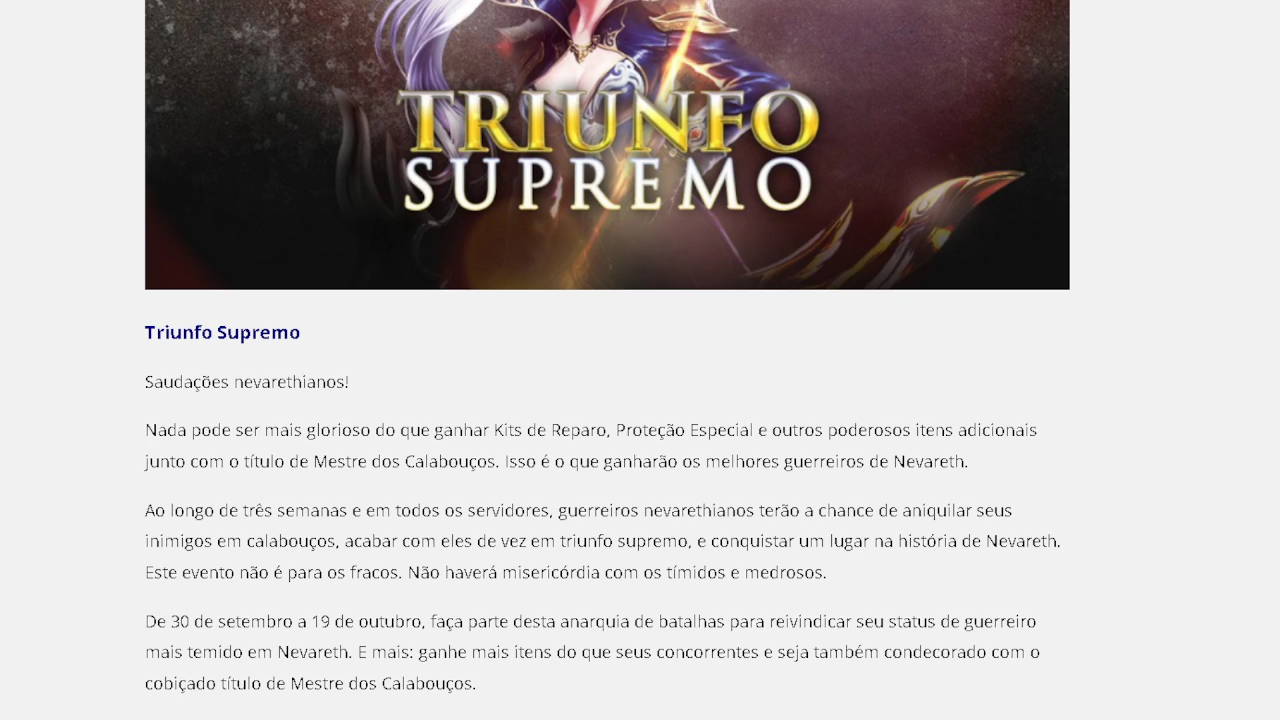 TRIUNFO
SUPREMO
Triunfo Supremo
Saudações nevarethianos!
Nada pode ser mais glorioso do que ganhar Kits de Reparo, Proteção Especial e outros poderosos itens adicionais
junto com o título de Mestre dos Calabouços. Isso é o que ganharão os melhores guerreiros de Nevareth.
Ao longo de três semanas e em todos os servidores, guerreiros nevarethianos terão a chance de aniquilar seus
inimigos em calabouços, acabar com eles de vez em triunfo supremo, e conquistar um lugar na história de Nevareth.
Este evento não é para os fracos. Não haverá misericórdia com os tímidos e medrosos.
De 30 de setembro a 19 de outubro, faça parte desta anarquia de batalhas para reivindicar seu status de guerreiro
mais temido em Nevareth. E mais: ganhe mais itens do que seus concorrentes e seja também condecorado com o
cobiçado título de Mestre dos Calabouços.